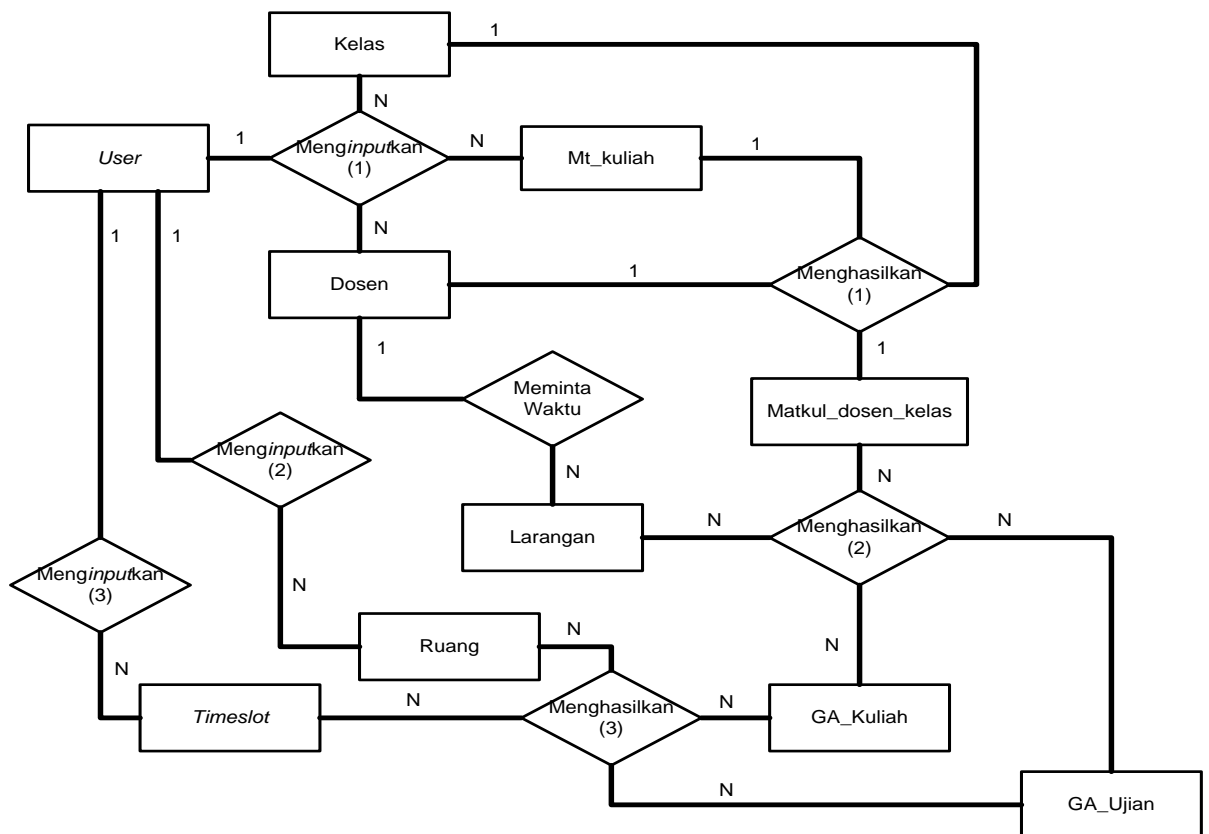 Kelas
1
N
User
1
Menginputkan
(1)
N
Mt_kuliah
1
N
1
1
Dosen
1
Menghasilkan
(1)
1
1
Meminta
Waktu
Matkul_dosen_kelas
Menginputkan
(2)
N
N
Larangan
N
Menghasilkan
(2)
N
Menginputkan
(3)
N
Ruang
N
N
N
Timeslot
N
Menghasilkan
(3)
N
GA_Kuliah
N
GA_Ujian